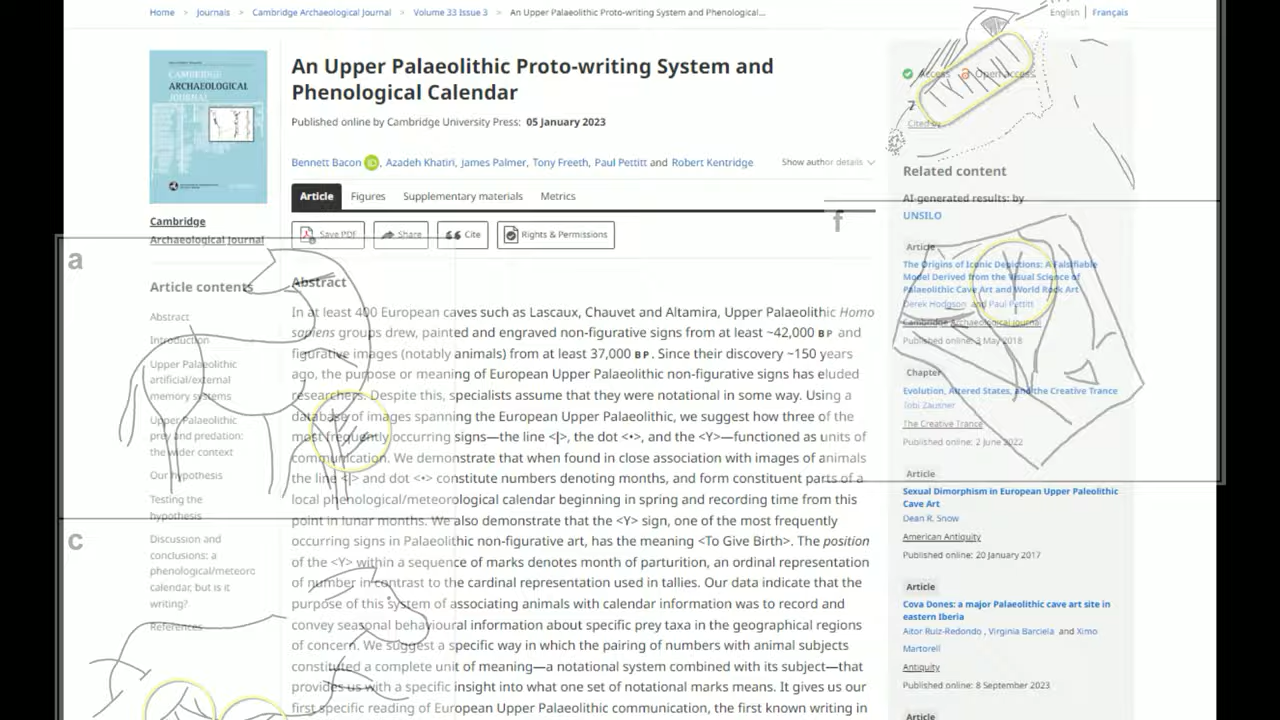 Home > Journals > Cambridge Archaeological Journal > Volume 33 Issue 3 > An Upper Palaeolithic Proto-writing System and Phenological...
English | Français
An Upper Palaeolithic Proto-writing System and
Phenological Calendar
Published online by Cambridge University Press: 05 January 2023
Bennett Bacon, Azadeh Khatiri, James Palmer, Tony Freeth, Paul Pettitt and Robert Kentridge
Show author details
CAMBRIDGE
ARCHAEOLOGICAL
JOURNAL
Cambridge
Archaeological Journal
Article Figures Supplementary materials Metrics
Save PDF Share Cite Rights & Permissions
a
Article contents
Abstract
Introduction
Upper Palaeolithic
artificial/external
memory systems
Upper Palaeolithic
prey and predation:
the wider context
Our hypothesis
Testing the
hypothesis
c
Discussion and
conclusions: a
phenological/meteoro
calendar, but is it
writing?
References
Abstract
In at least 400 European caves such as Lascaux, Chauvet and Altamira, Upper Palaeolithic Homo
groups drew, painted and engraved non-figurative signs from at least ~42,000 BP and
figurative images (notably animals) from at least 37,000 BP. Since their discovery ~150 years
ago, the purpose or meaning of European Upper Palaeolithic non-figurative signs has eluded
researchers. Despite this, specialists assume that they were notational in some way. Using a
database of images spanning the European Upper Palaeolithic, we suggest how three of the
most frequently occurring signs—the line <|>, the dot <•>, and the <Y>—functioned as units of
communication. We demonstrate that when found in close association with images of animals
the line <|> and dot <•> constitute numbers denoting months, and form constituent parts of a
local phenological/meteorological calendar beginning in spring and recording time from this
point in lunar months. We also demonstrate that the <Y> sign, one of the most frequently
occurring signs in Palaeolithic non-figurative art, has the meaning <To Give Birth>. The position
of the <Y> within a sequence of marks denotes month of parturition, an ordinal representation
of number in contrast to the cardinal representation used in tallies. Our data indicate that the
purpose of this system of associating animals with calendar information was to record and
convey seasonal behavioural information about specific prey taxa in the geographical regions
of concern. We suggest a specific way in which the pairing of numbers with animal subjects
constituted a complete unit of meaning—a notational system combined with its subject—that
provides us with a specific insight into what one set of notational marks means. It gives us our
first specific reading of European Upper Palaeolithic communication, the first known writing in
Access Open access
7
Cited by
Related content
AI-generated results: by
UNSILO
f
Article
The Origins of Iconic Depictions: A Falsifiable
Model Derived from the Visual Science of
Palaeolithic Cave Art and World Rock Art
Derek Hodgson and Paul Pettitt
Cambridge Archaeological Journal
Published online: 3 May 2018
Chapter
Evolution, Altered States, and the Creative Trance
Tobi Zausner
The Creative Trance
Published online: 2 June 2022
Article
Sexual Dimorphism in European Upper Paleolithic
Cave Art
Dean R. Snow
American Antiquity
Published online: 20 January 2017
Article
Cova Dones: a major Palaeolithic cave art site in
eastern Iberia
Aitor Ruiz-Redondo, Virginia Barciela and Ximo
Martorell
Antiquity
Published online: 8 September 2023
Article